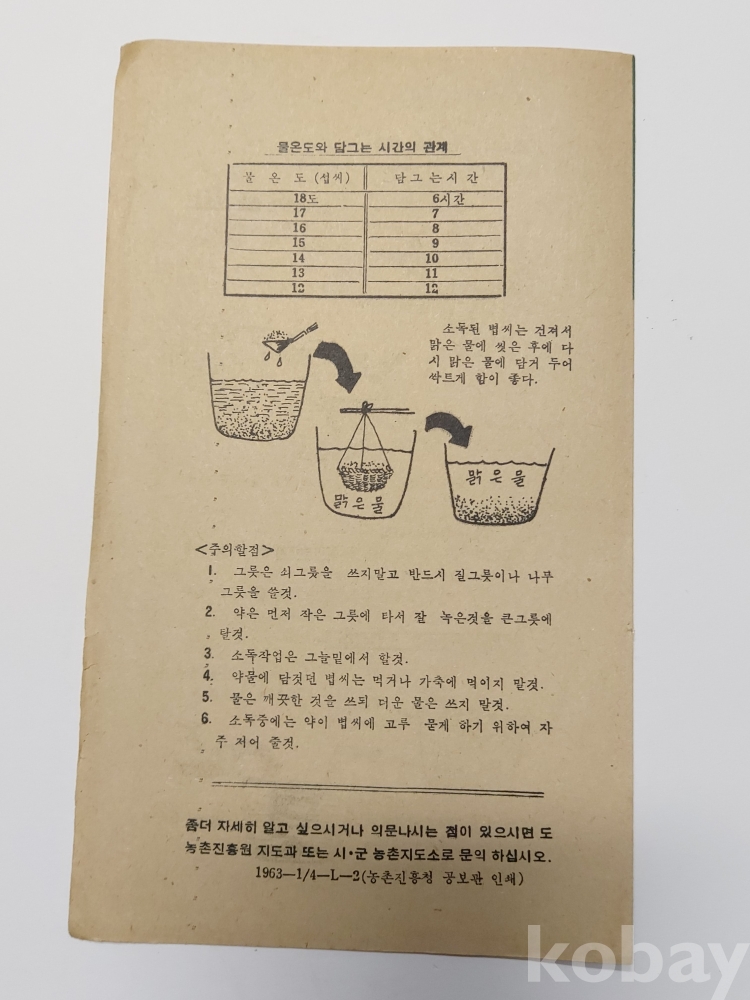 물온도와 담그는 시간의 관계
물 온 도 (섭씨) 담그는시간
18도 6시간
17 7
16 8
15 9
14 10
13 11
12 12
소독된 볍씨는 건져서
맑은 물에 씻은 후에 다
시 맑은 물에 담거 두어
싹트게 함이 좋다.
맑은물
맑은물
<주의할점>
1. 그릇은 쇠그릇을 쓰지말고 반드시 질그릇이나 나무
그릇을 쓸것.
2. 약은 먼저 작은 그릇에 타서 잘 녹은것을 큰그릇에
탈것.
3. 소독작업은 그늘밑에서 할것.
4. 약물에 담것던 볍씨는 먹거나 가축에 먹이지 말것.
5. 물은 깨끗한 것을 쓰되 더운 물은 쓰지 말것.
6. 소독중에는 약이 볍씨에 고루 묻게 하기 위하여 자
주 저어 줄것.
좀더 자세히 알고 싶으시거나 의문나시는 점이 있으시면 도
농촌진흥원 지도과 또는 시·군 농촌지도소로 문의 하십시오.
1963—1/4—L—2(농촌진흥청 공보관 인쇄)
kobay